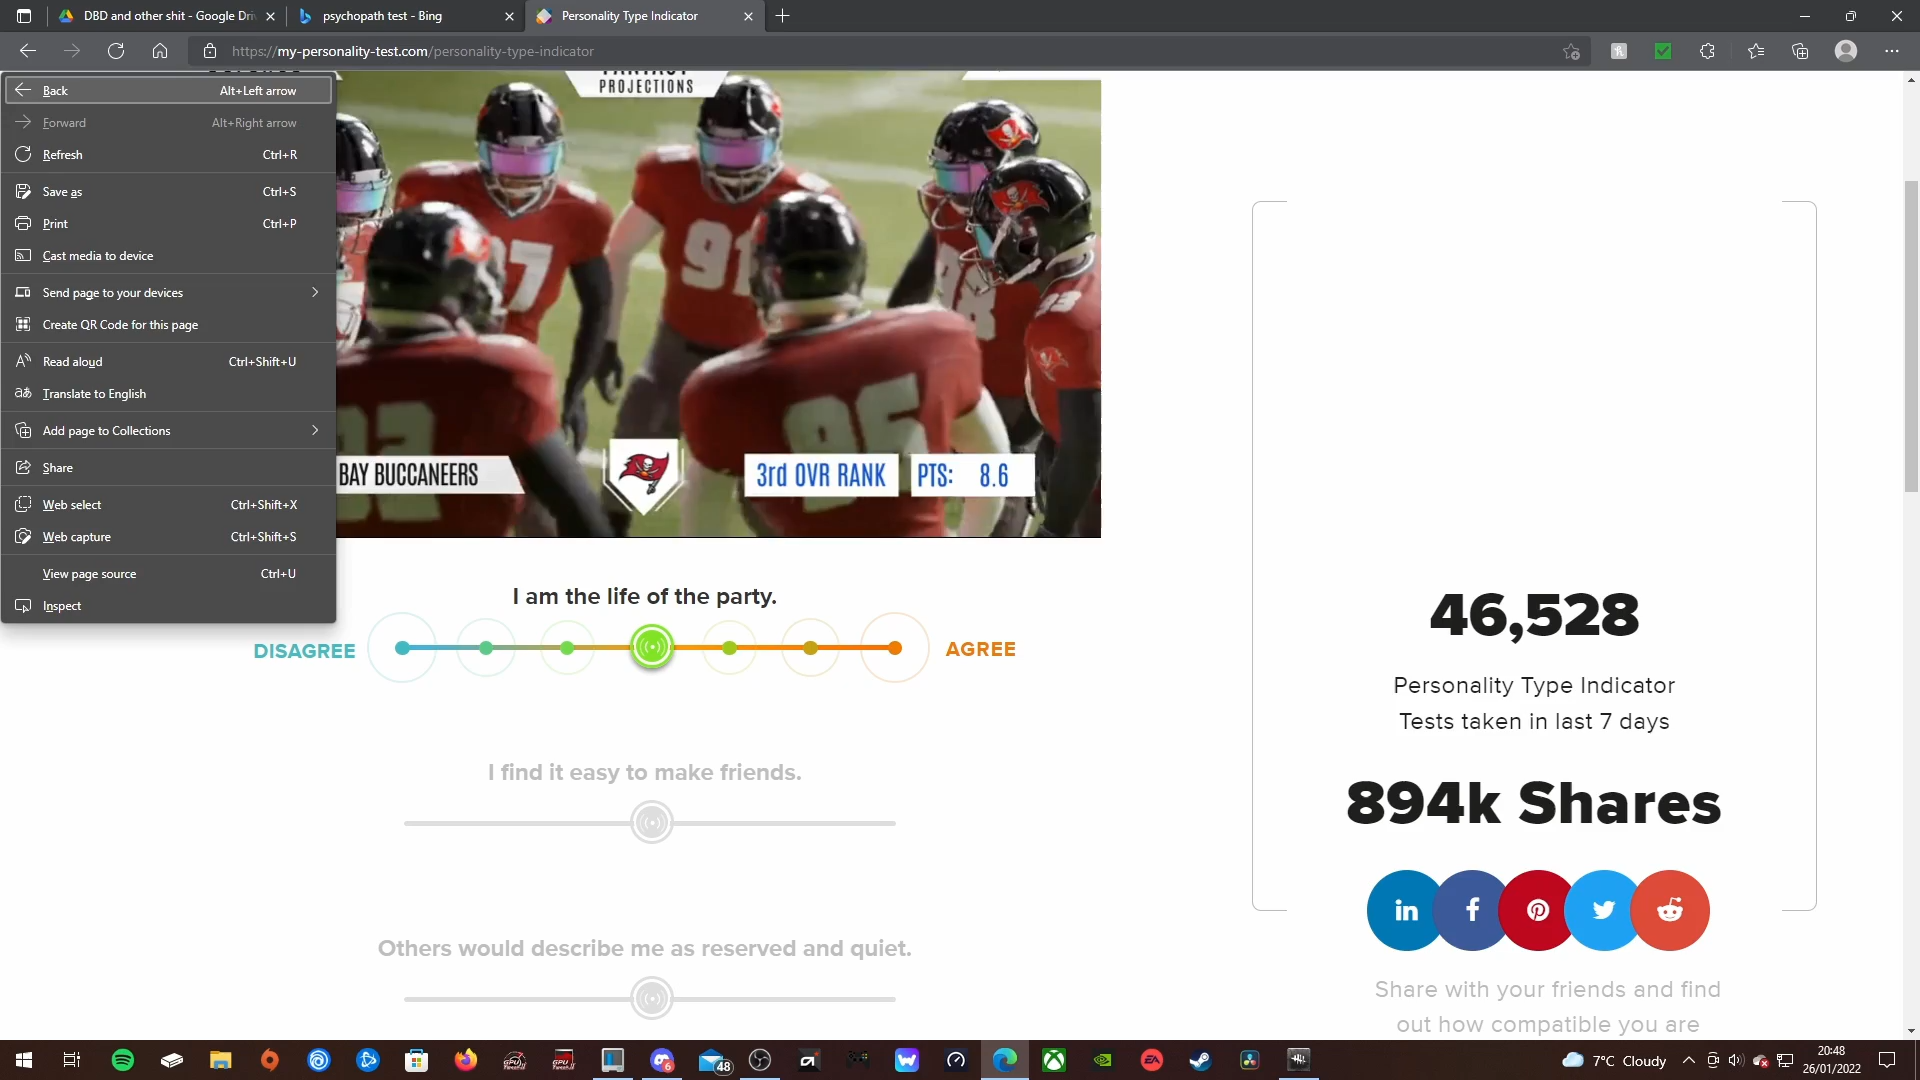 DBD and other shit - Google Dri
psychopath test - Bing
Personality Type Indicator
https://my-personality-test.com/personality-type-indicator
Back Alt+Left arrow
Forward Alt+Right arrow
Refresh Ctrl+R
Save as Ctrl+S
Print Ctrl+P
Cast media to device
Send page to your devices
Create QR Code for this page
Read aloud Ctrl+Shift+U
Translate to English
Add page to Collections
Share
Web select Ctrl+Shift+X
Web capture Ctrl+Shift+S
View page source Ctrl+U
Inspect
PROJECTIONS
97
91
95
BAY BUCCANEERS
3rd OVR RANK
PTS: 8.6
I am the life of the party.
DISAGREE
AGREE
I find it easy to make friends.
Others would describe me as reserved and quiet.
46,528
Personality Type Indicator
Tests taken in last 7 days
894k Shares
Share with your friends and find
out how compatible you are
48
6
EA
7°C Cloudy
20:48
26/01/2022